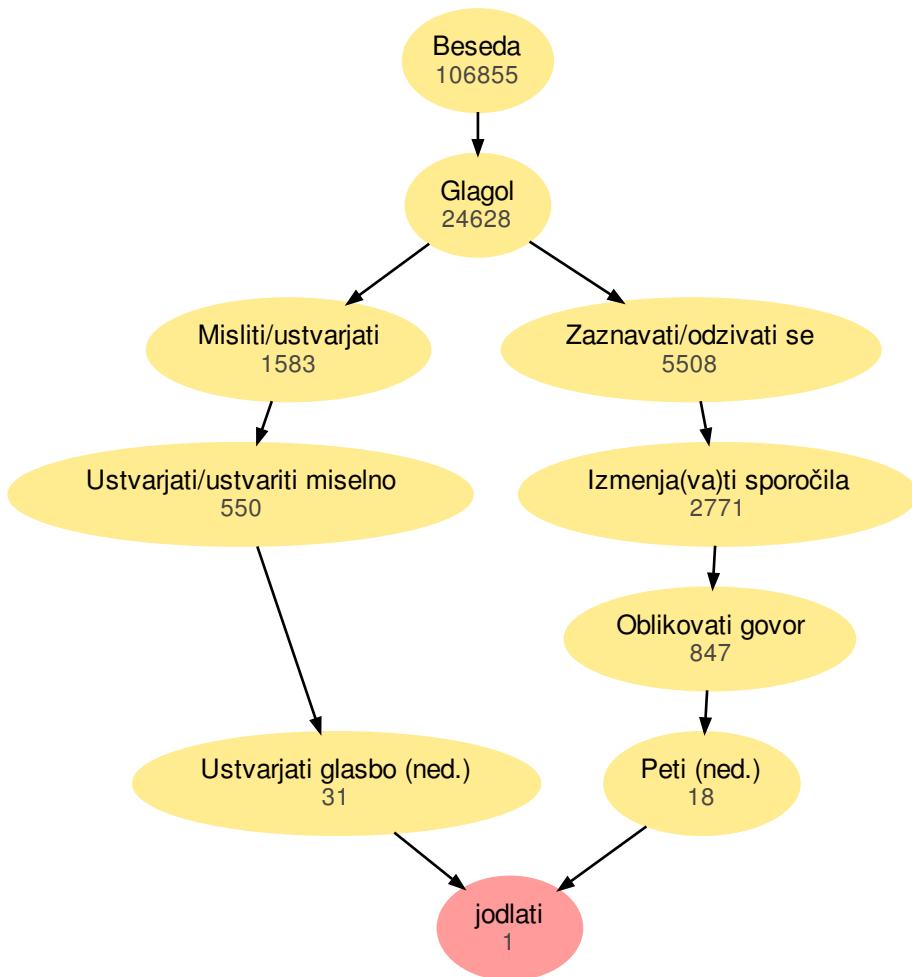 Beseda
106855
Glagol
24628
Misliti/ustvarjati
1583
Zaznavati/odzivati se
5508
Ustvarjati/ustvariti miselno
550
Izmenja(va)ti sporočila
2771
Oblikovati govor
847
Ustvarjati glasbo (ned.)
31
Peti (ned.)
18
jodlati
1